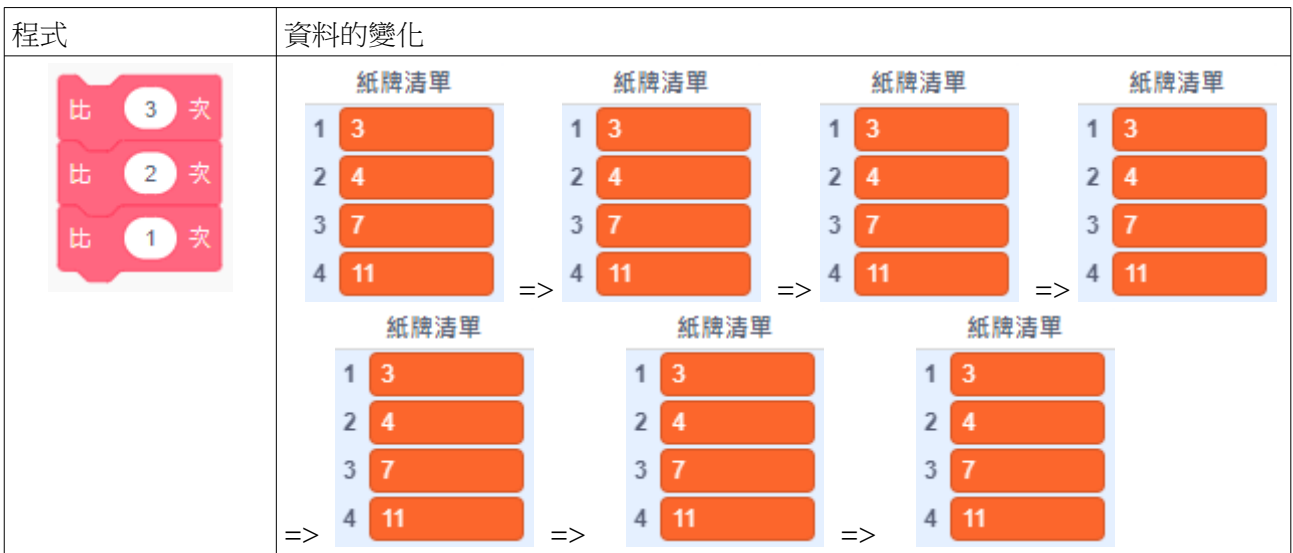 程式 資料的變化
比 3 次
比 2 次
比 1 次
紙牌清單 紙牌清單 紙牌清單 紙牌清單
1 3 1 3 1 3 1 3
2 4 2 4 2 4 2 4
3 7 3 7 3 7 3 7
4 11 => 4 11 => 4 11 => 4 11
紙牌清單 紙牌清單 紙牌清單
1 3 1 3 1 3
2 4 2 4 2 4
3 7 3 7 3 7
=> 4 11 => 4 11 => 4 11